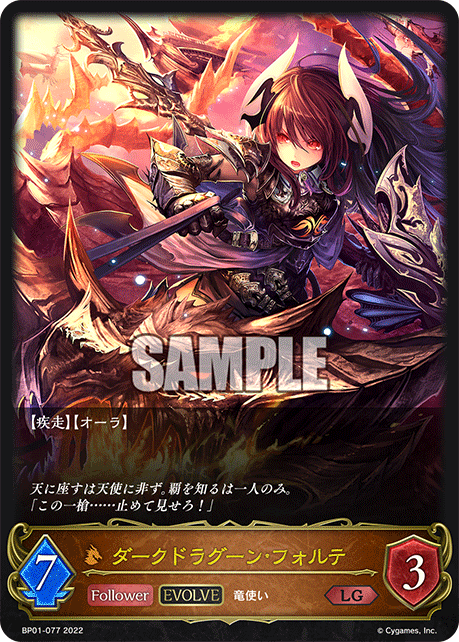 SAMPLE
【疾走】【オーラ】
天に座すは天使に非ず。覇を知るは一人のみ。
「この一槍……止めて見せろ！」
7
ダークドラグーン・フォルテ
3
Follower EVOLVE 竜使い LG
BP01-077 2022
© Cygames, Inc.